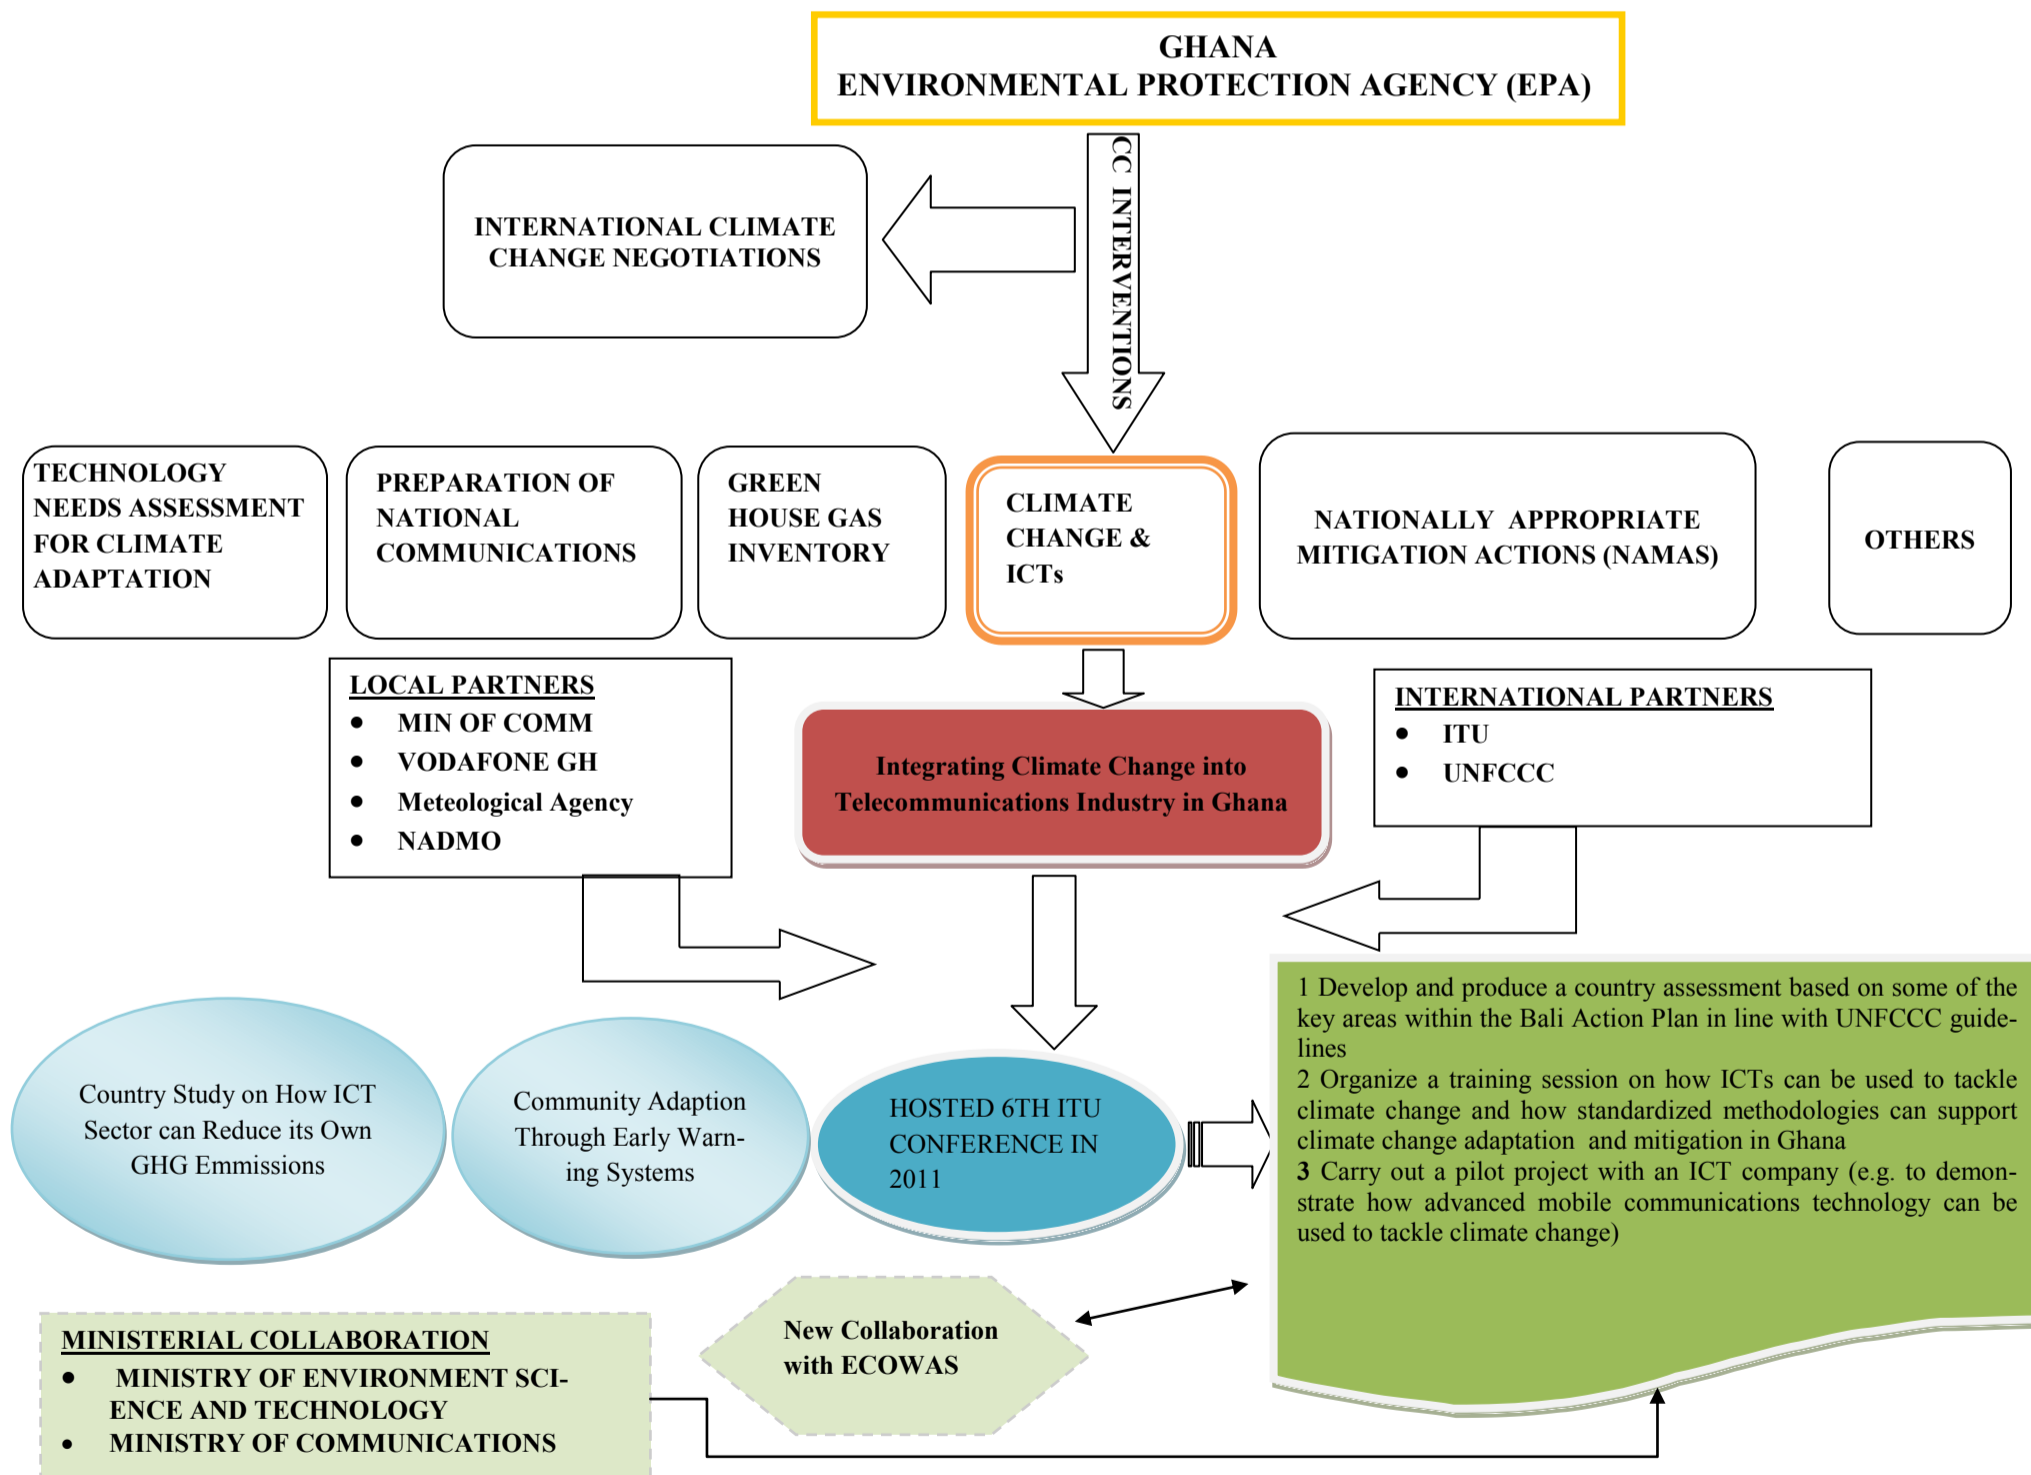 GHANA
ENVIRONMENTAL PROTECTION AGENCY (EPA)
CC INTERVENTIONS
INTERNATIONAL CLIMATE
CHANGE NEGOTIATIONS
TECHNOLOGY
NEEDS ASSESSMENT
FOR CLIMATE
ADAPTATION
PREPARATION OF
NATIONAL
COMMUNICATIONS
GREEN
HOUSE GAS
INVENTORY
CLIMATE
CHANGE &
ICTs
NATIONALLY APPROPRIATE
MITIGATION ACTIONS (NAMAS)
OTHERS
LOCAL PARTNERS
• MIN OF COMM
• VODAFONE GH
• Meteological Agency
• NADMO
Integrating Climate Change into
Telecommunications Industry in Ghana
INTERNATIONAL PARTNERS
• ITU
• UNFCCC
Country Study on How ICT
Sector can Reduce its Own
GHG Emmissions
Community Adaption
Through Early Warn-
ing Systems
HOSTED 6TH ITU
CONFERENCE IN
2011
1 Develop and produce a country assessment based on some of the
key areas within the Bali Action Plan in line with UNFCCC guide-
lines
2 Organize a training session on how ICTs can be used to tackle
climate change and how standardized methodologies can support
climate change adaptation and mitigation in Ghana
3 Carry out a pilot project with an ICT company (e.g. to demon-
strate how advanced mobile communications technology can be
used to tackle climate change)
New Collaboration
with ECOWAS
MINISTERIAL COLLABORATION
• MINISTRY OF ENVIRONMENT SCI-
ENCE AND TECHNOLOGY
• MINISTRY OF COMMUNICATIONS